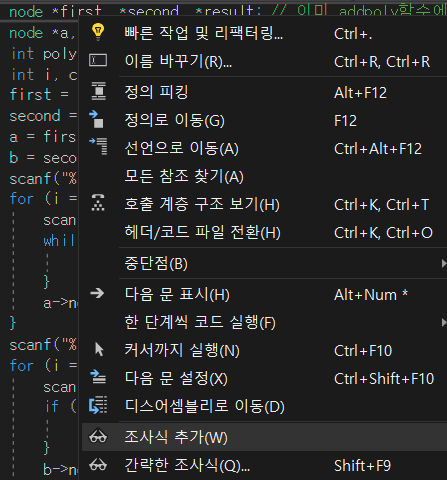 node *first, *second, *result; // 이미 addpoly함수에
node *a,
int poly
int i, c
first =
second =
a = firs
b = seco
scanf("%
for (i =
scan
whil
}
a->ne
}
scanf("%
for (i =
scan
if (
}
b->ne
빠른 작업 및 리팩터링... Ctrl+.
이름 바꾸기(R)... Ctrl+R, Ctrl+R
정의 피킹 Alt+F12
정의로 이동(G) F12
선언으로 이동(A) Ctrl+Alt+F12
모든 참조 찾기(A)
호출 계층 구조 보기(H) Ctrl+K, Ctrl+T
헤더/코드 파일 전환(H) Ctrl+K, Ctrl+O
중단점(B)
다음 문 표시(H) Alt+Num *
한 단계씩 코드 실행(F)
커서까지 실행(N) Ctrl+F10
다음 문 설정(X) Ctrl+Shift+F10
디스어셈블리로 이동(D)
조사식 추가(W)
간략한 조사식(Q)... Shift+F9